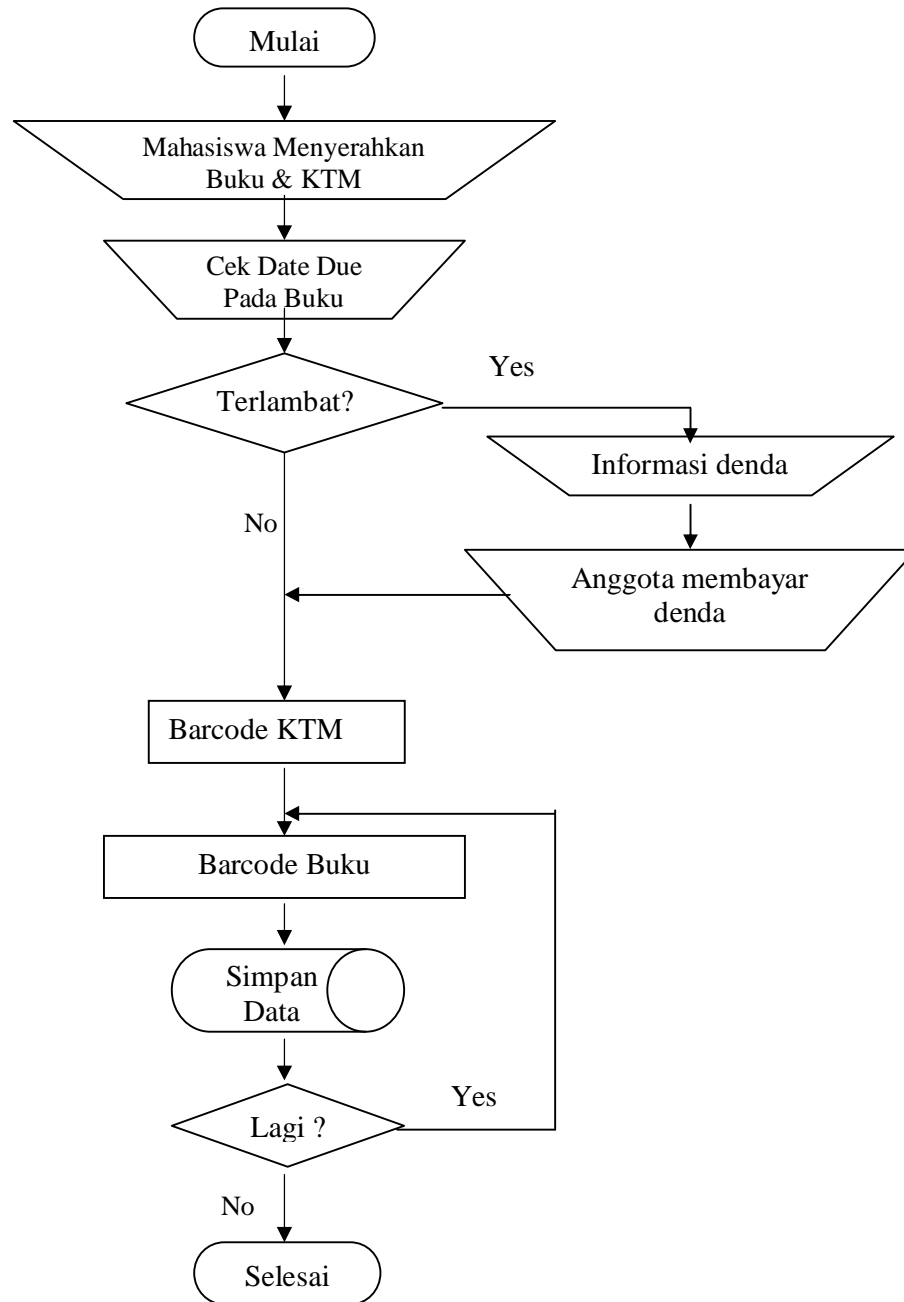 Mulai
Mahasiswa Menyerahkan
Buku & KTM
Cek Date Due
Pada Buku
Terlambat?
Yes
Informasi denda
Anggota membayar
denda
No
Barcode KTM
Barcode Buku
Simpan
Data
Lagi ?
Yes
No
Selesai